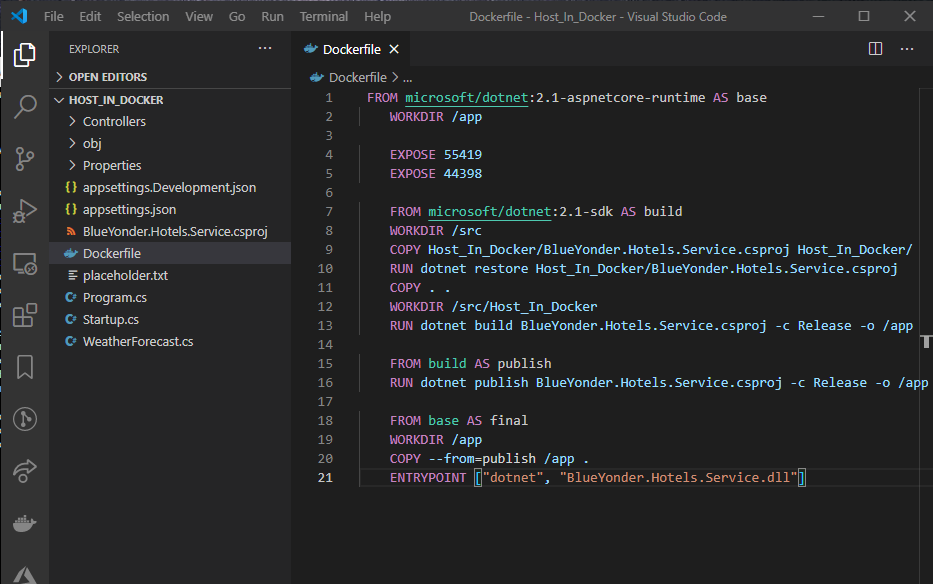 File Edit Selection View Go Run Terminal Help Dockerfile - Host_In_Docker - Visual Studio Code
EXPLORER
OPEN EDITORS
HOST_IN_DOCKER
Controllers
obj
Properties
{} appsettings.Development.json
{} appsettings.json
BlueYonder.Hotels.Service.csproj
Dockerfile
placeholder.txt
C# Program.cs
C# Startup.cs
C# WeatherForecast.cs
Dockerfile
Dockerfile > ...
1 FROM microsoft/dotnet:2.1-aspnetcore-runtime AS base
2 WORKDIR /app
3
4 EXPOSE 55419
5 EXPOSE 44398
6
7 FROM microsoft/dotnet:2.1-sdk AS build
8 WORKDIR /src
9 COPY Host_In_Docker/BlueYonder.Hotels.Service.csproj Host_In_Docker/
10 RUN dotnet restore Host_In_Docker/BlueYonder.Hotels.Service.csproj
11 COPY . .
12 WORKDIR /src/Host_In_Docker
13 RUN dotnet build BlueYonder.Hotels.Service.csproj -c Release -o /app
14
15 FROM build AS publish
16 RUN dotnet publish BlueYonder.Hotels.Service.csproj -c Release -o /app
17
18 FROM base AS final
19 WORKDIR /app
20 COPY --from=publish /app .
21 ENTRYPOINT ["dotnet", "BlueYonder.Hotels.Service.dll"]